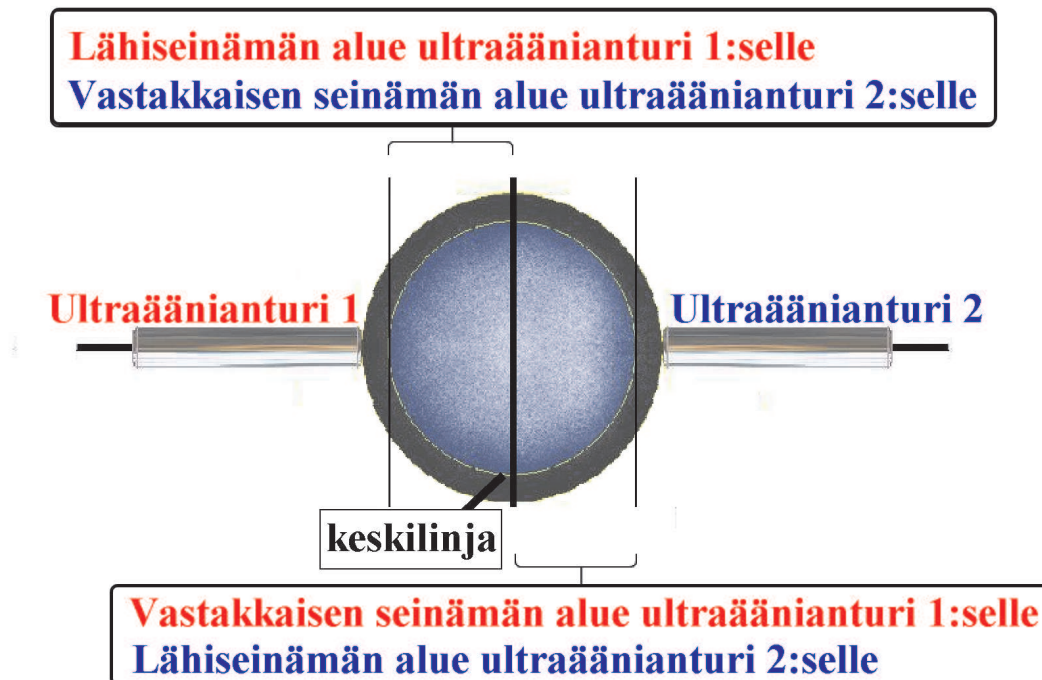 Lähiseinämän alue ultraäänianturi 1:selle
Vastakkaisen seinämän alue ultraäänianturi 2:selle
Ultraäänianturi 1
Ultraäänianturi 2
keskilinja
Vastakkaisen seinämän alue ultraäänianturi 1:selle
Lähiseinämän alue ultraäänianturi 2:selle